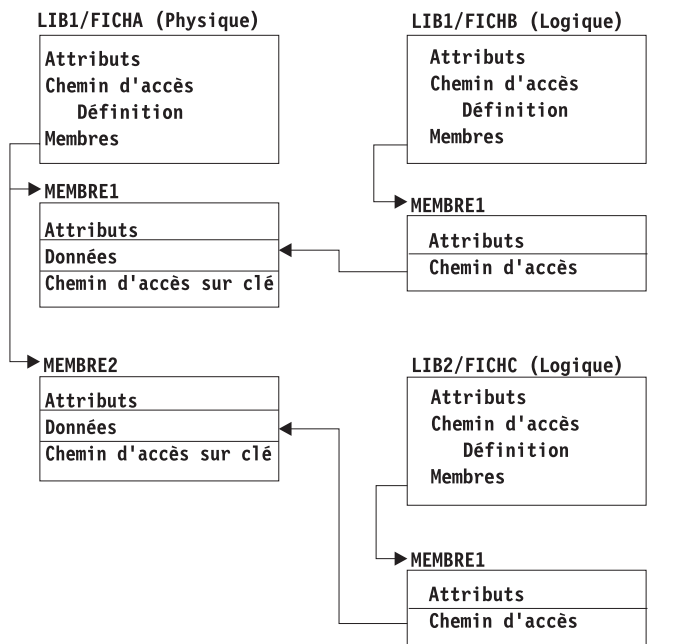 LIB1/FICHA (Physique)
Attributs
Chemin d'accès
Définition
Membres
MEMBRE1
Attributs
Données
Chemin d'accès sur clé
MEMBRE2
Attributs
Données
Chemin d'accès sur clé
LIB1/FICHB (Logique)
Attributs
Chemin d'accès
Définition
Membres
MEMBRE1
Attributs
Chemin d'accès
LIB2/FICHC (Logique)
Attributs
Chemin d'accès
Définition
Membres
MEMBRE1
Attributs
Chemin d'accès